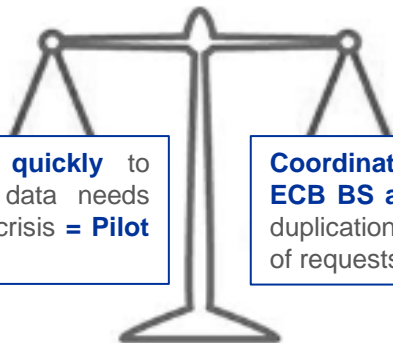 quickly to
data needs
crisis = Pilot
Coordinat
ECB BS a
duplication
of requests